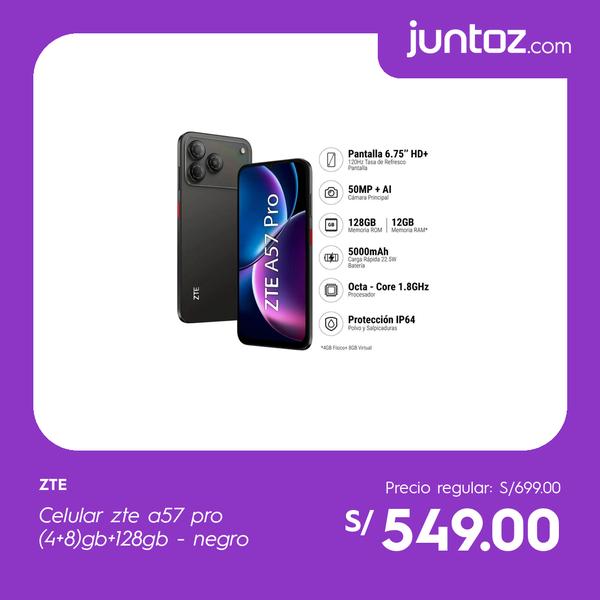 juntoz.com
ZTE
ZTE A57 Pro
Pantalla 6.75’’ HD+
120Hz Tasa de Refresco
Pantalla
50MP + AI
Cámara Principal
GB
128GB
Memoria ROM
12GB
Memoria RAM*
5000mAh
Carga Rápida 22.5W
Batería
Octa - Core 1.8GHz
Procesador
Protección IP64
Polvo y Salpicaduras
*4GB Físico+ 8GB Virtual
ZTE
Celular zte a57 pro
(4+8)gb+128gb - negro
Precio regular: S/699.00
S/ 549.00